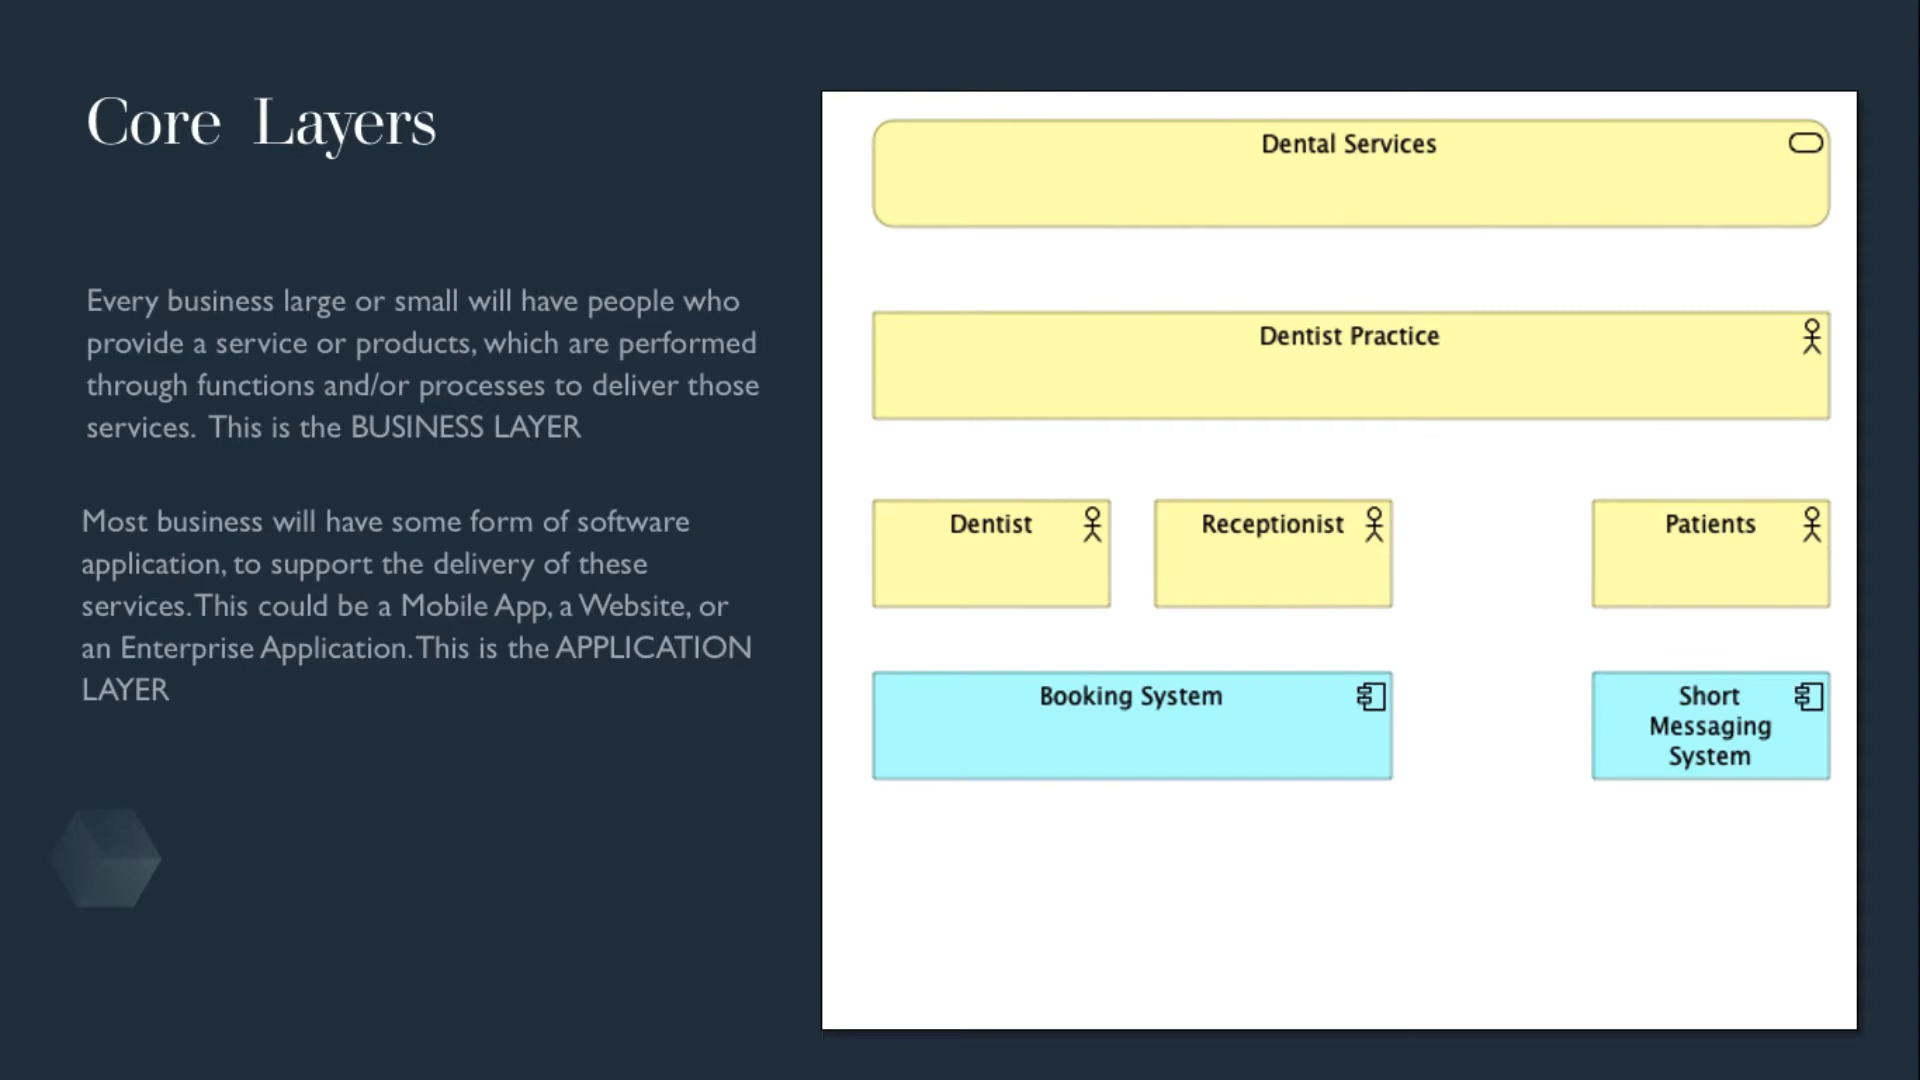 Core Layers
Every business large or small will have people who
provide a service or products, which are performed
through functions and/or processes to deliver those
services. This is the BUSINESS LAYER
Most business will have some form of software
application, to support the delivery of these
services. This could be a Mobile App, a Website, or
an Enterprise Application. This is the APPLICATION
LAYER
Dental Services
Dentist Practice
Dentist
Receptionist
Patients
Booking System
Short
Messaging
System